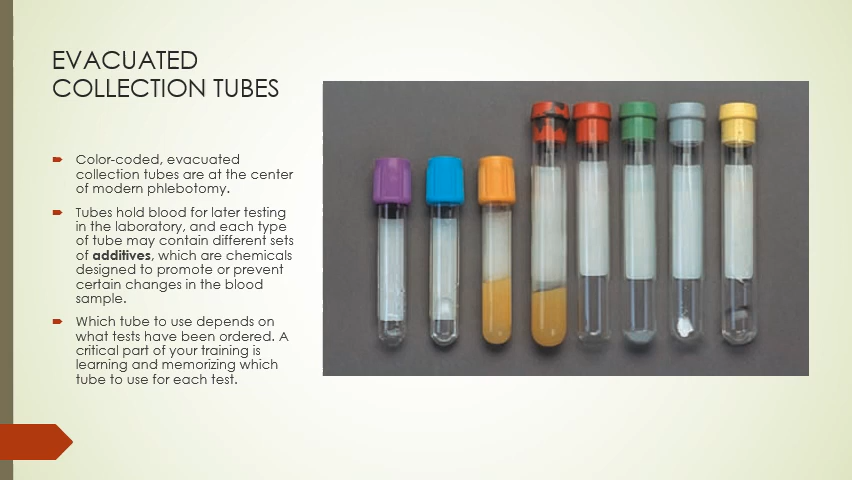 EVACUATED
COLLECTION TUBES
Color-coded, evacuated
collection tubes are at the center
of modern phlebotomy.
Tubes hold blood for later testing
in the laboratory, and each type
of tube may contain different sets
of additives, which are chemicals
designed to promote or prevent
certain changes in the blood
sample.
Which tube to use depends on
what tests have been ordered. A
critical part of your training is
learning and memorizing which
tube to use for each test.